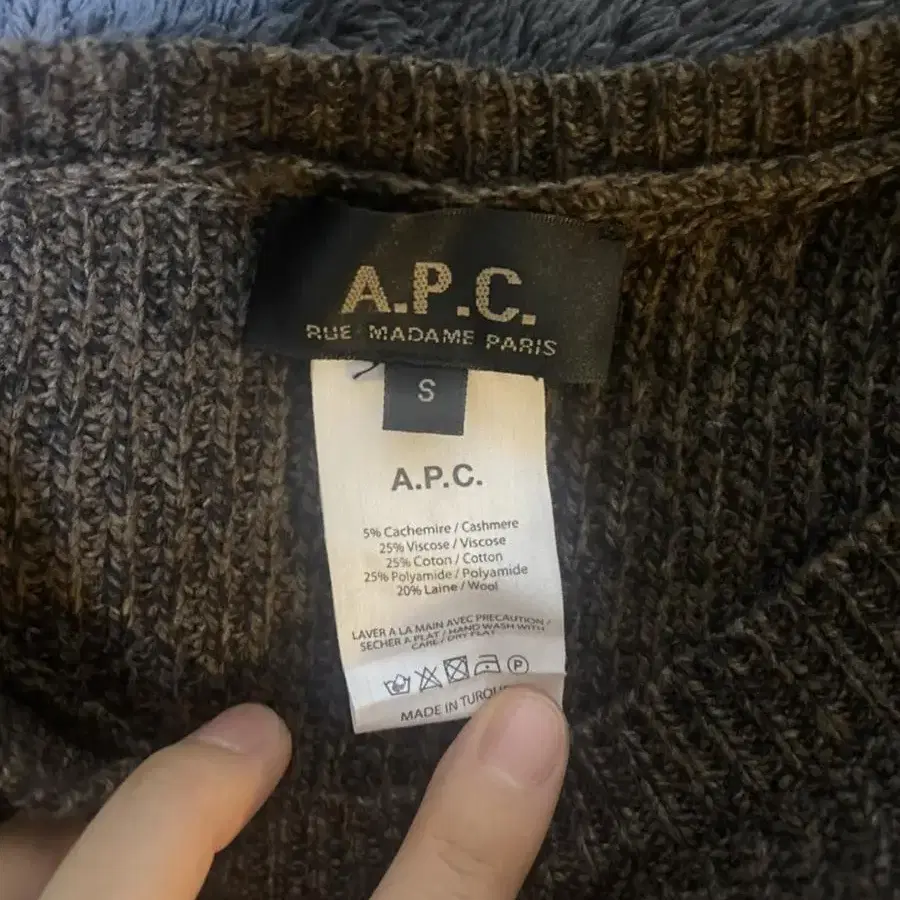 A.P.C.
RUE MADAME PARIS
S
A.P.C.
5% Cachemire / Cashmere
25% Viscose / Viscose
25% Coton / Cotton
25% Polyamide / Polyamide
20% Laine / Wool
LAVER A LA MAIN AVEC PRECAUTION /
SECHER A PLAT / HAND WASH WITH
CARE / DRY FLAT
P
MADE IN